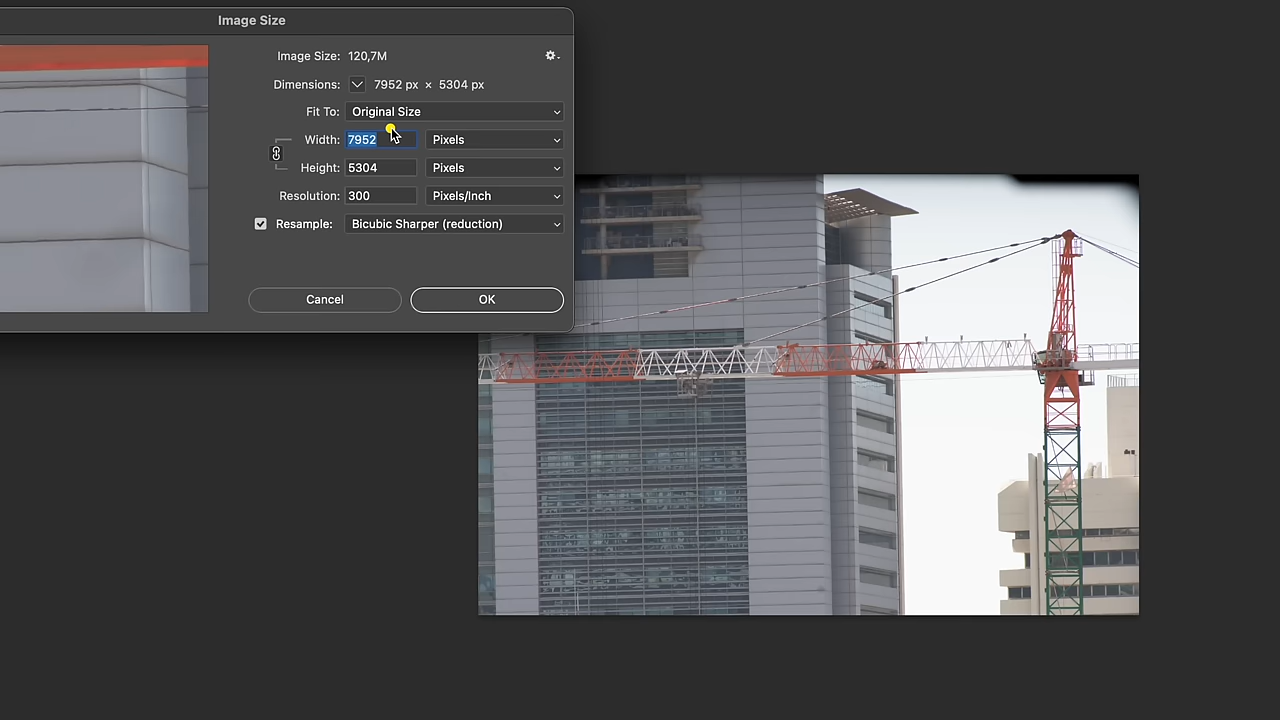 Image Size
Image Size: 120,7M
Dimensions: 7952 px × 5304 px
Fit To: Original Size
Width: 7952 Pixels
Height: 5304 Pixels
Resolution: 300 Pixels/Inch
Resample: Bicubic Sharper (reduction)
Cancel OK